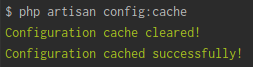 $ php artisan config:cache
Configuration cache cleared!
Configuration cached successfully!